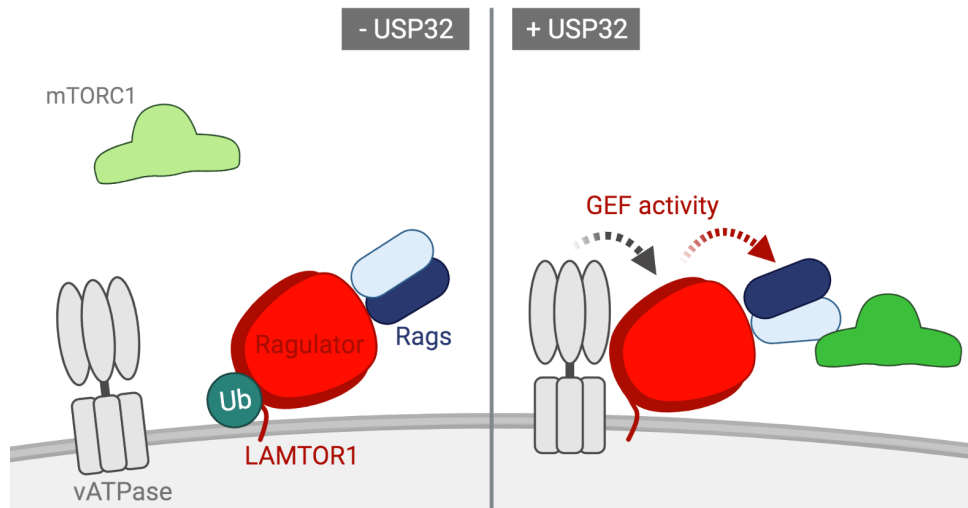 - USP32
+ USP32
mTORC1
GEF activity
Ragulator
Rags
Ub
LAMTOR1
vATPase